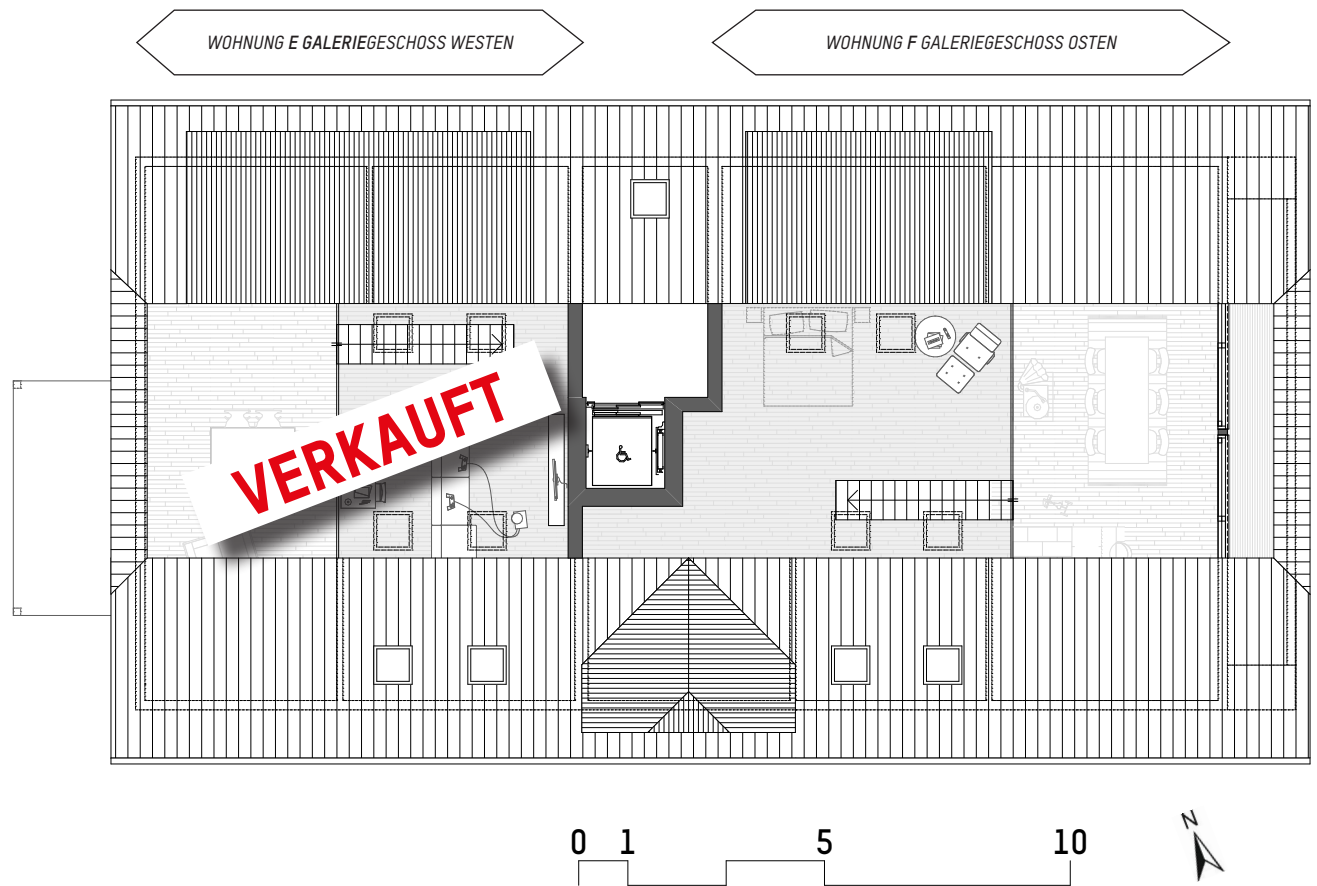 WOHNUNG E GALERIEGESCHOSS WESTEN
WOHNUNG F GALERIEGESCHOSS OSTEN
VERKAUFT
0 1 5 10
N